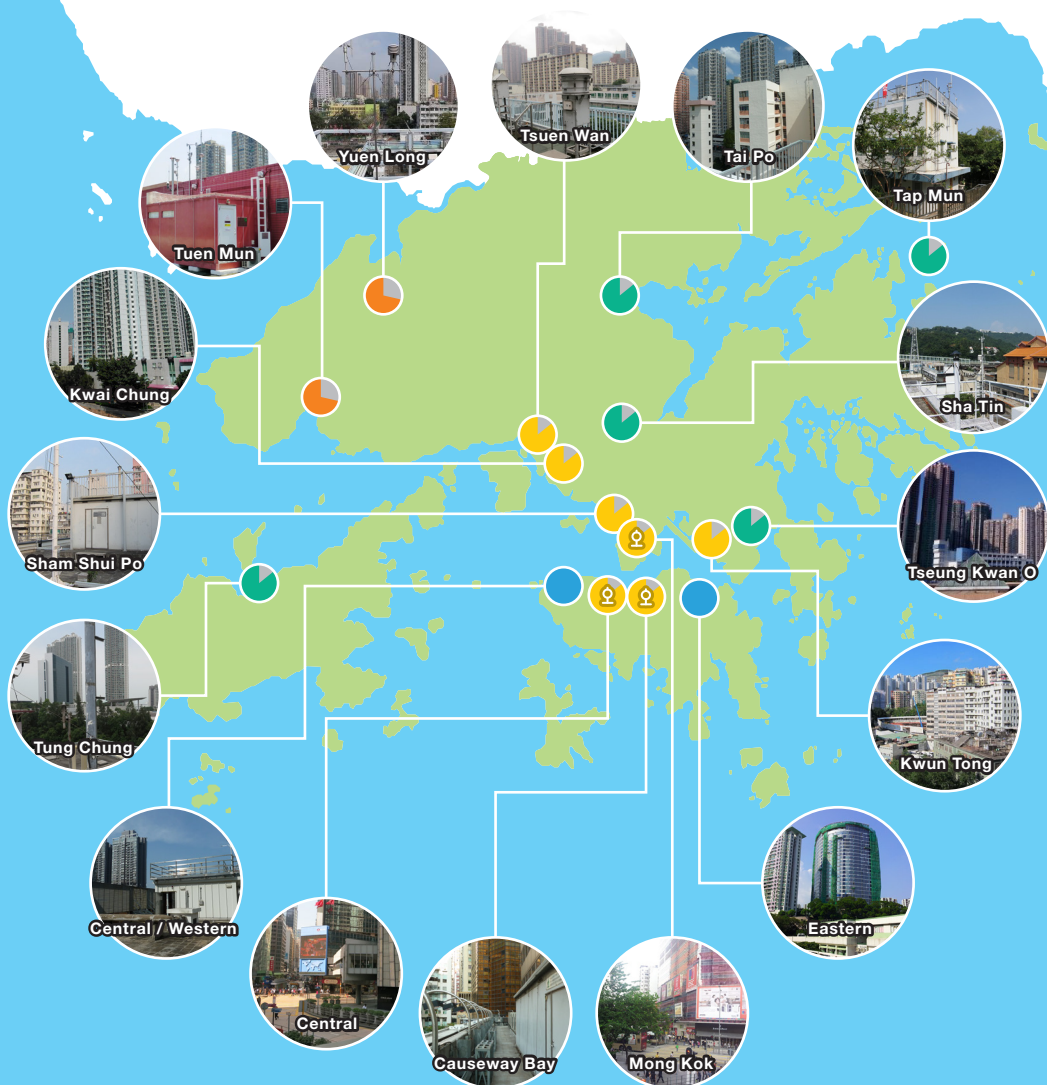 Tsuen Wan
Yuen Long
Tai Po
Tap Mun
Tuen Mun
Kwai Chung
Sha Tin
Sham Shui Po
Tseung Kwan O
Tung Chung
Kwun Tong
Central / Western
Eastern
Central
Causeway Bay
Mong Kok